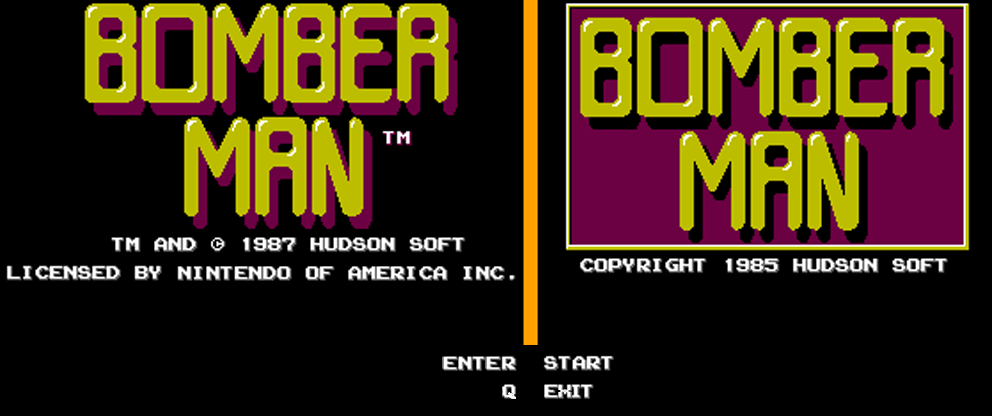 BOMBER
MAN TM
TM AND © 1987 HUDSON SOFT
LICENSED BY NINTENDO OF AMERICA INC.
BOMBER
MAN
COPYRIGHT 1985 HUDSON SOFT
ENTER START
Q EXIT